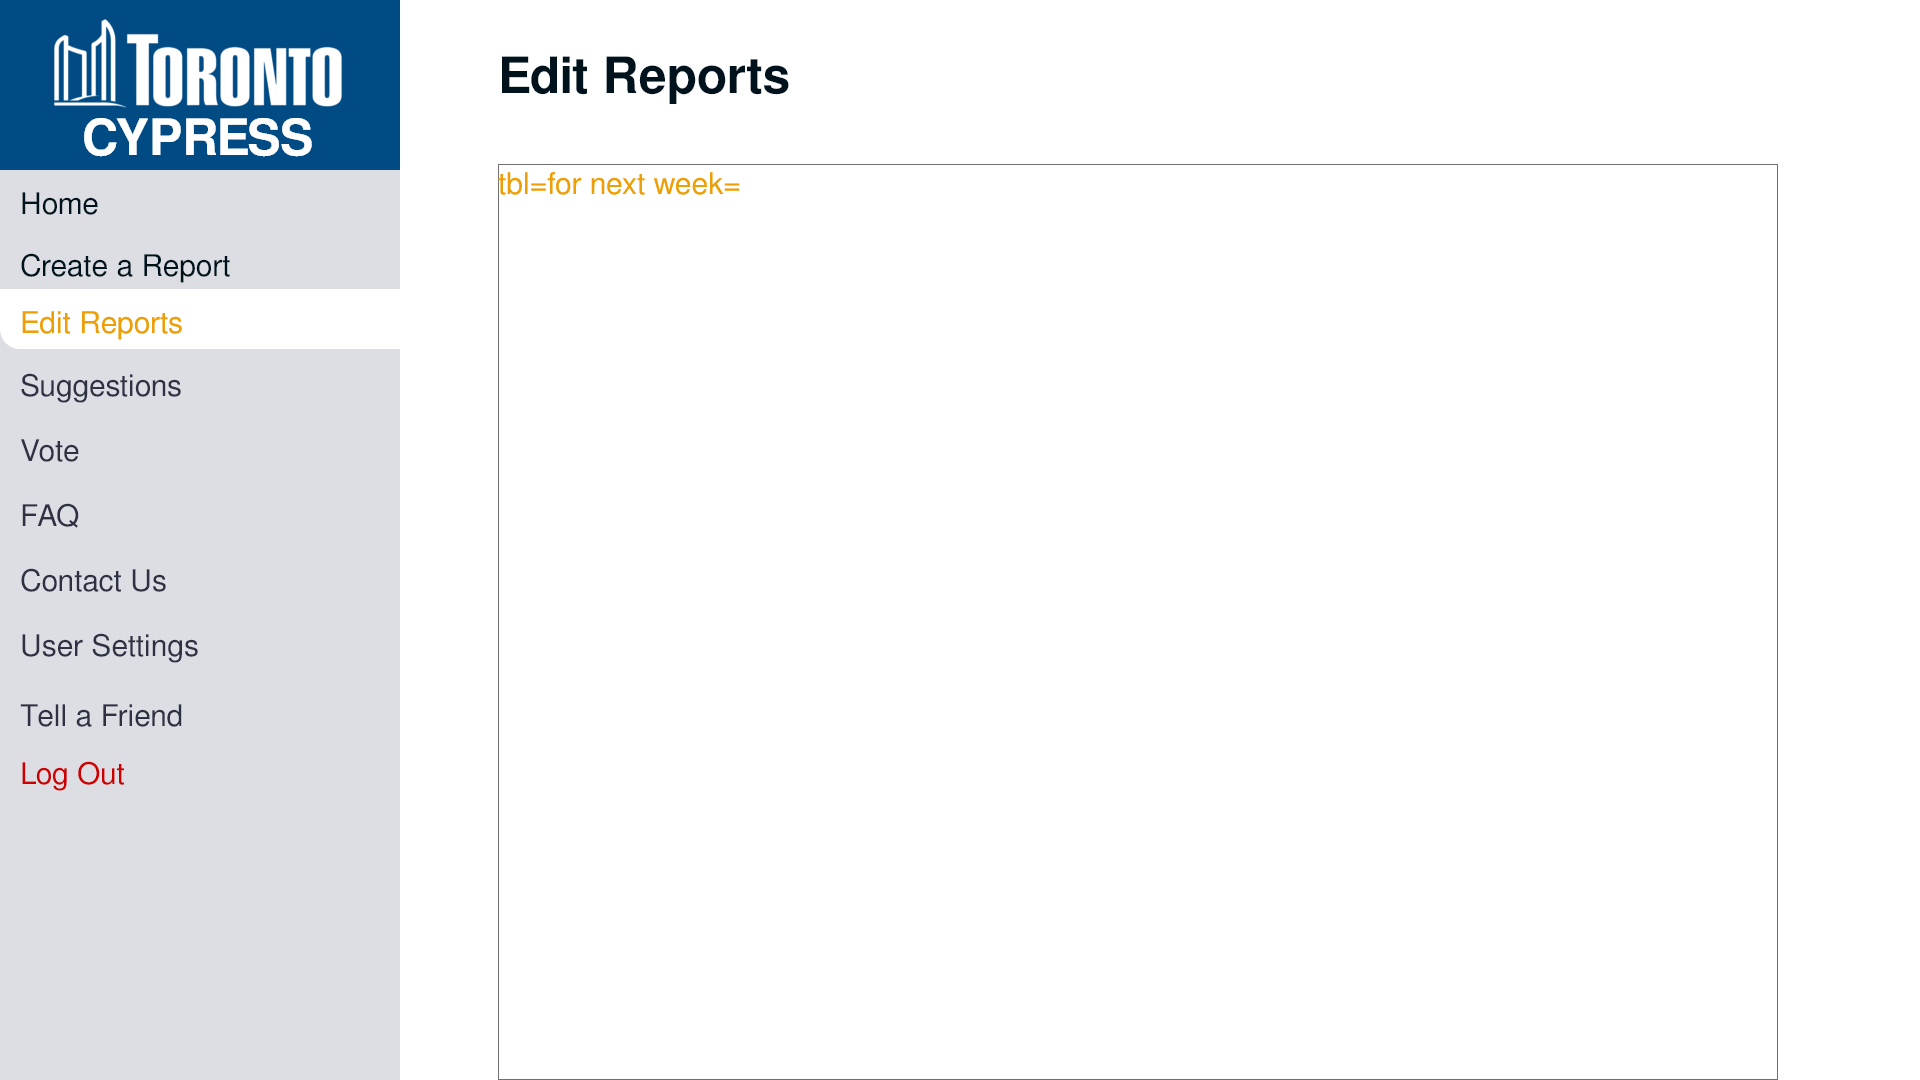 TORONTO
CYPRESS
Home
Create a Report
Edit Reports
Suggestions
Vote
FAQ
Contact Us
User Settings
Tell a Friend
Log Out
Edit Reports
tbl=for next week=